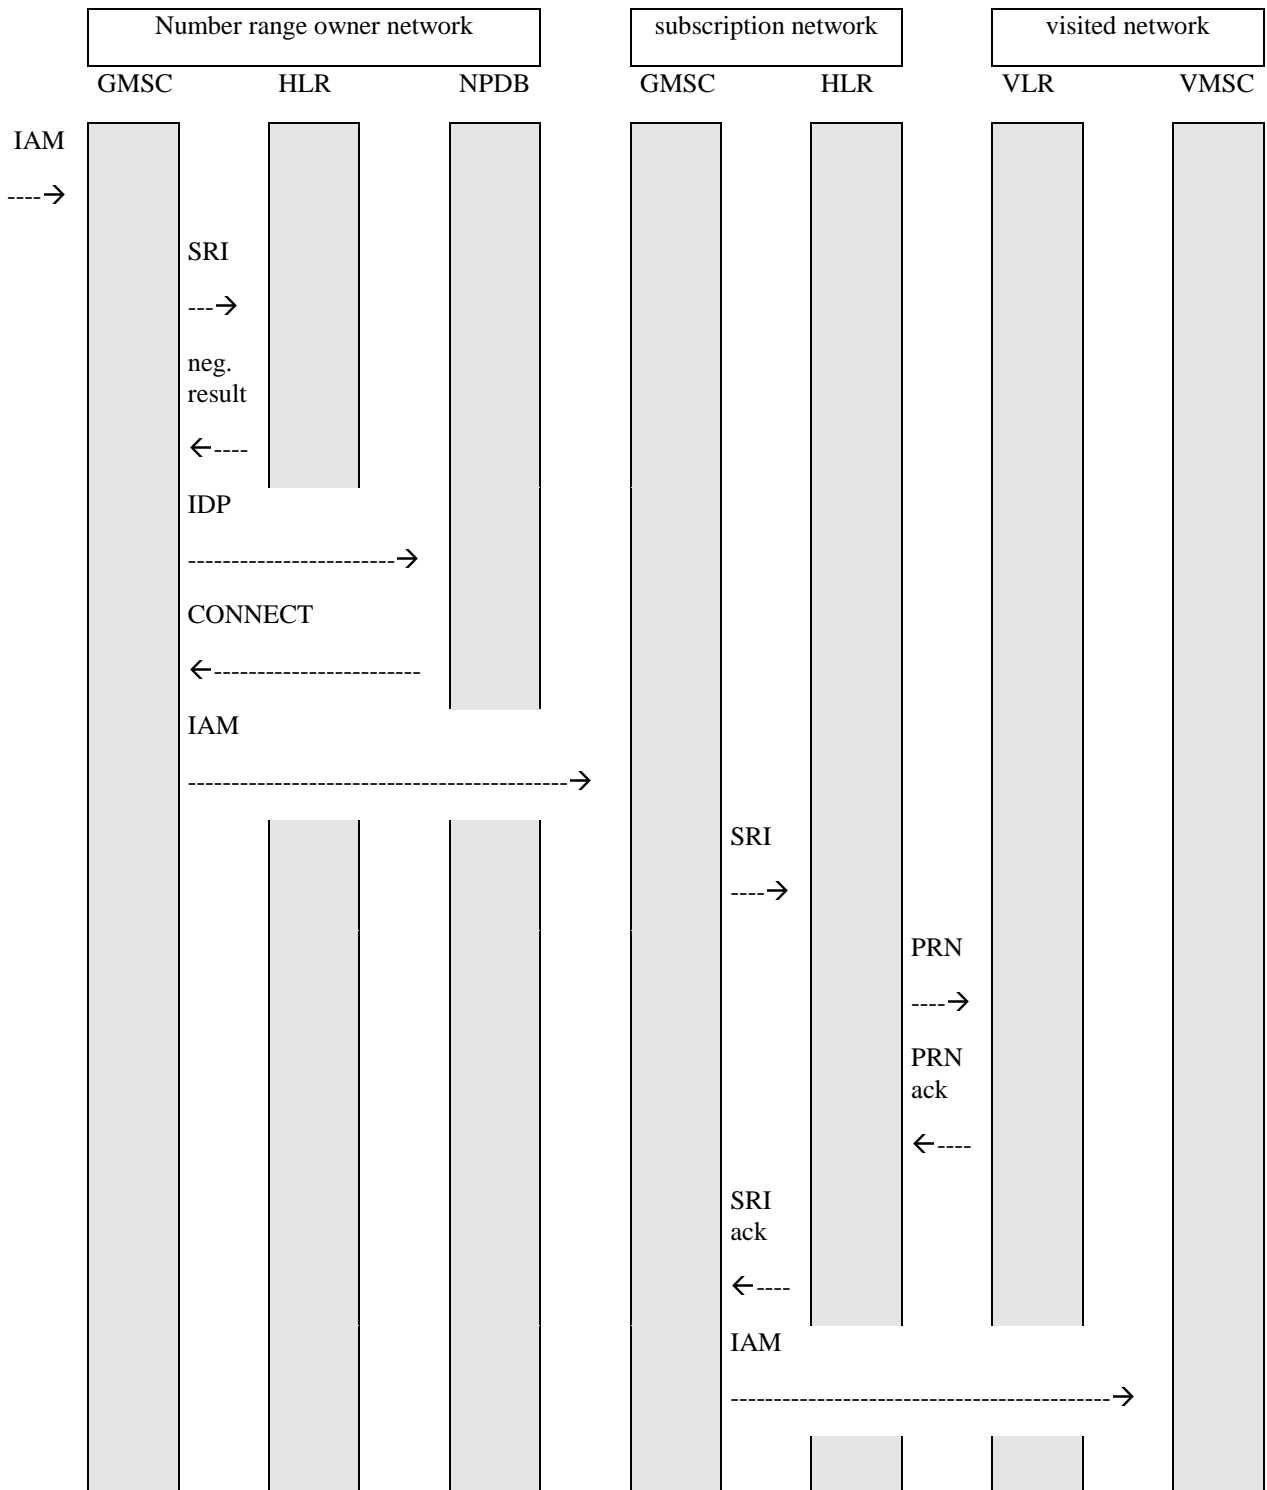 Number range owner network subscription network visited network
GMSC HLR NPDB GMSC HLR VLR VMSC
IAM
----→
SRI
---→
neg.
result
←----
IDP
------------------------→
CONNECT
←------------------------
IAM
--------------------------------------------→
SRI
----→
PRN
----→
PRN
ack
←----
SRI
ack
←----
IAM
--------------------------------------------→